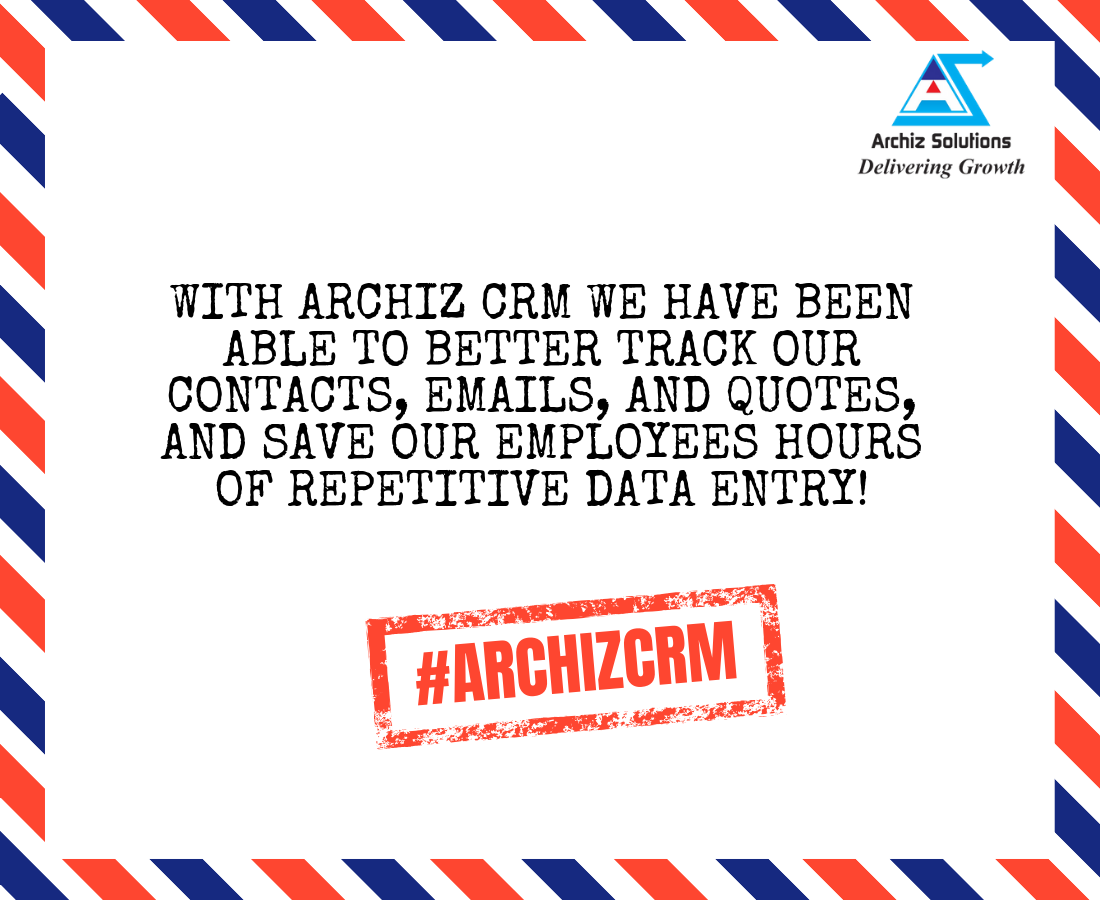 Archiz Solutions
Delivering Growth
WITH ARCHIZ CRM WE HAVE BEEN
ABLE TO BETTER TRACK OUR
CONTACTS, EMAILS, AND QUOTES,
AND SAVE OUR EMPLOYEES HOURS
OF REPETITIVE DATA ENTRY!
#ARCHIZCRM